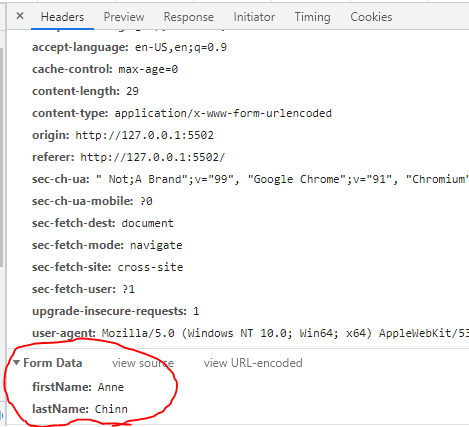 × Headers Preview Response Initiator Timing Cookies
accept-language: en-US,en;q=0.9
cache-control: max-age=0
content-length: 29
content-type: application/x-www-form-urlencoded
origin: http://127.0.0.1:5502
referer: http://127.0.0.1:5502/
sec-ch-ua: " Not;A Brand";v="99", "Google Chrome";v="91", "Chromium"
sec-ch-ua-mobile: ?0
sec-fetch-dest: document
sec-fetch-mode: navigate
sec-fetch-site: cross-site
sec-fetch-user: ?1
upgrade-insecure-requests: 1
user-agent: Mozilla/5.0 (Windows NT 10.0; Win64; x64) AppleWebKit/53
▼ Form Data view source view URL-encoded
firstName: Anne
lastName: Chinn